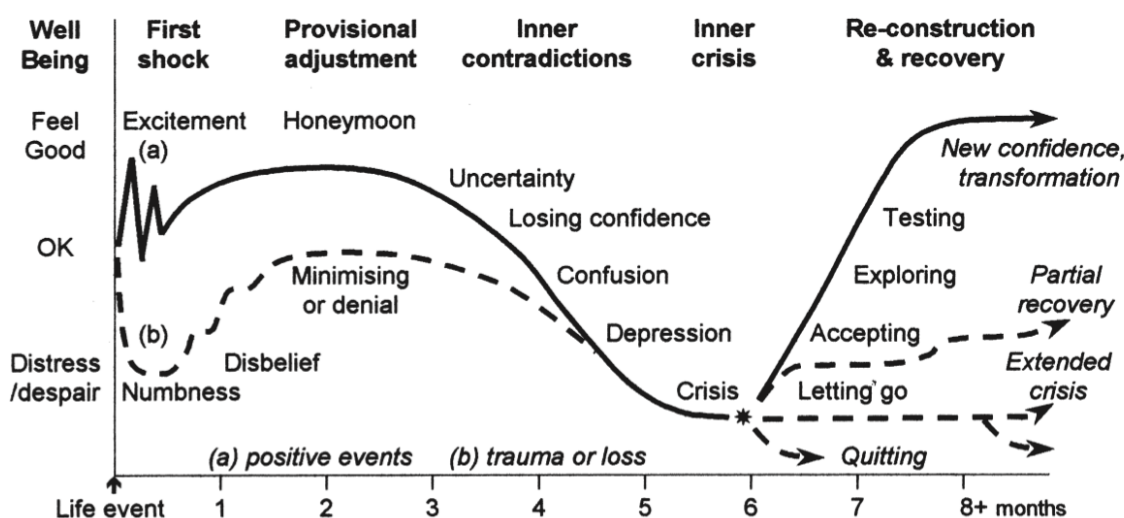 Well Being
First shock
Provisional adjustment
Inner contradictions
Inner crisis
Re-construction & recovery
Feel Good
Excitement
Honeymoon
(a)
New confidence, transformation
Uncertainty
Losing confidence
Testing
OK
Minimising or denial
Confusion
Exploring
Partial recovery
(b)
Disbelief
Depression
Accepting
Distress /despair
Numbness
Crisis
Letting go
Extended crisis
(a) positive events
(b) trauma or loss
Quitting
Life event
1 2 3 4 5 6 7 8+ months